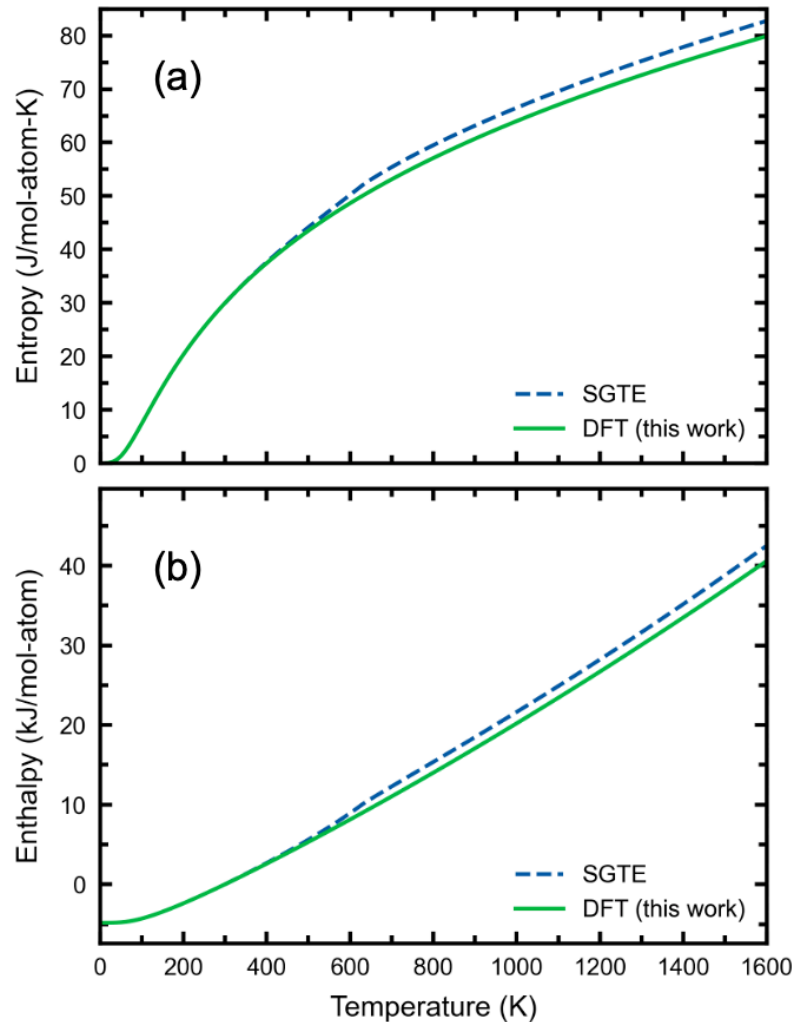 (a)
80
70
60
50
40
30
20
10
0
Entropy (J/mol-atom-K)
SGTE
DFT (this work)
(b)
40
30
20
10
0
Enthalpy (kJ/mol-atom)
SGTE
DFT (this work)
0 200 400 600 800 1000 1200 1400 1600
Temperature (K)